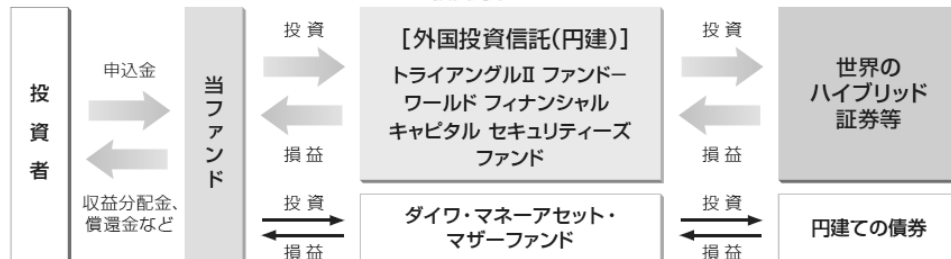 投資者
申込金
収益分配金、
償還金など
当ファンド
投資
損益
投資
損益
［外国投資信託(円建)］
トライアングルⅡ ファンドー
ワールド フィナンシャル
キャピタル セキュリティーズ
ファンド
ダイワ・マネーアセット・
マザーファンド
投資
損益
投資
損益
世界の
ハイブリッド
証券等
円建ての債券